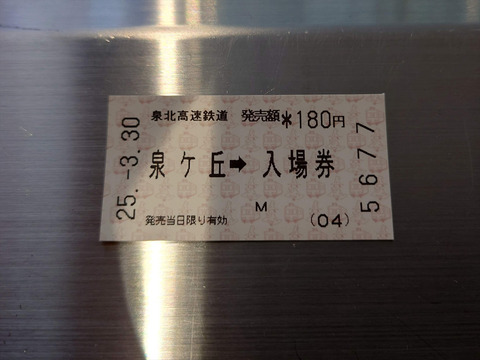 泉北高速鉄道 発売額*180円
泉ケ丘➡入場券
M
発売当日限り有効 (04)
25.-3.30
5677